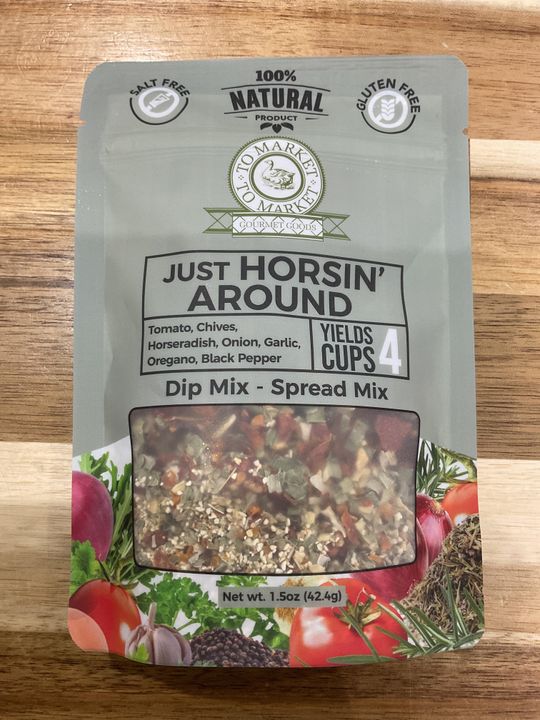 SALT FREE
100%
NATURAL
PRODUCT
GLUTEN FREE
TO MARKET
TO MARKET
GOURMET GOODS
JUST HORSIN'
AROUND
Tomato, Chives,
Horseradish, Onion, Garlic,
Oregano, Black Pepper
YIELDS
CUPS 4
Dip Mix - Spread Mix
Net wt. 1.5oz (42.4g)